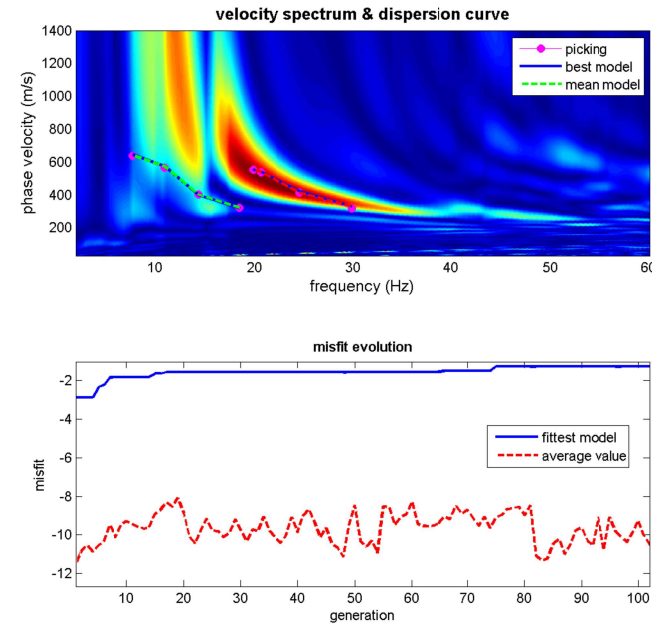 velocity spectrum & dispersion curve
1400
1200
1000
800
600
400
200
phase velocity (m/s)
picking
best model
mean model
10
20
30
40
50
60
frequency (Hz)
misfit evolution
-2
-4
-6
-8
-10
-12
misfit
fittest model
average value
10
20
30
40
50
60
70
80
90
100
generation